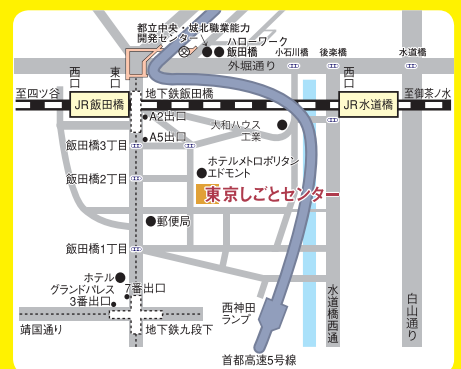 都立中央・城北職業能力
開発センター
ハローワーク
飯田橋
小石川橋
後楽橋
水道橋
外堀通り
西口
東口
西口
至四ツ谷
JR飯田橋
地下鉄飯田橋
JR水道橋
至御茶ノ水
A2出口
A5出口
大和ハウス
工業
飯田橋3丁目
ホテルメトロポリタン
エドモント
飯田橋2丁目
東京しごとセンター
郵便局
飯田橋1丁目
ホテル
グランドパレス
7番出口
3番出口
西神田
ランプ
水道橋西通
白山通り
靖国通り
地下鉄九段下
首都高速5号線